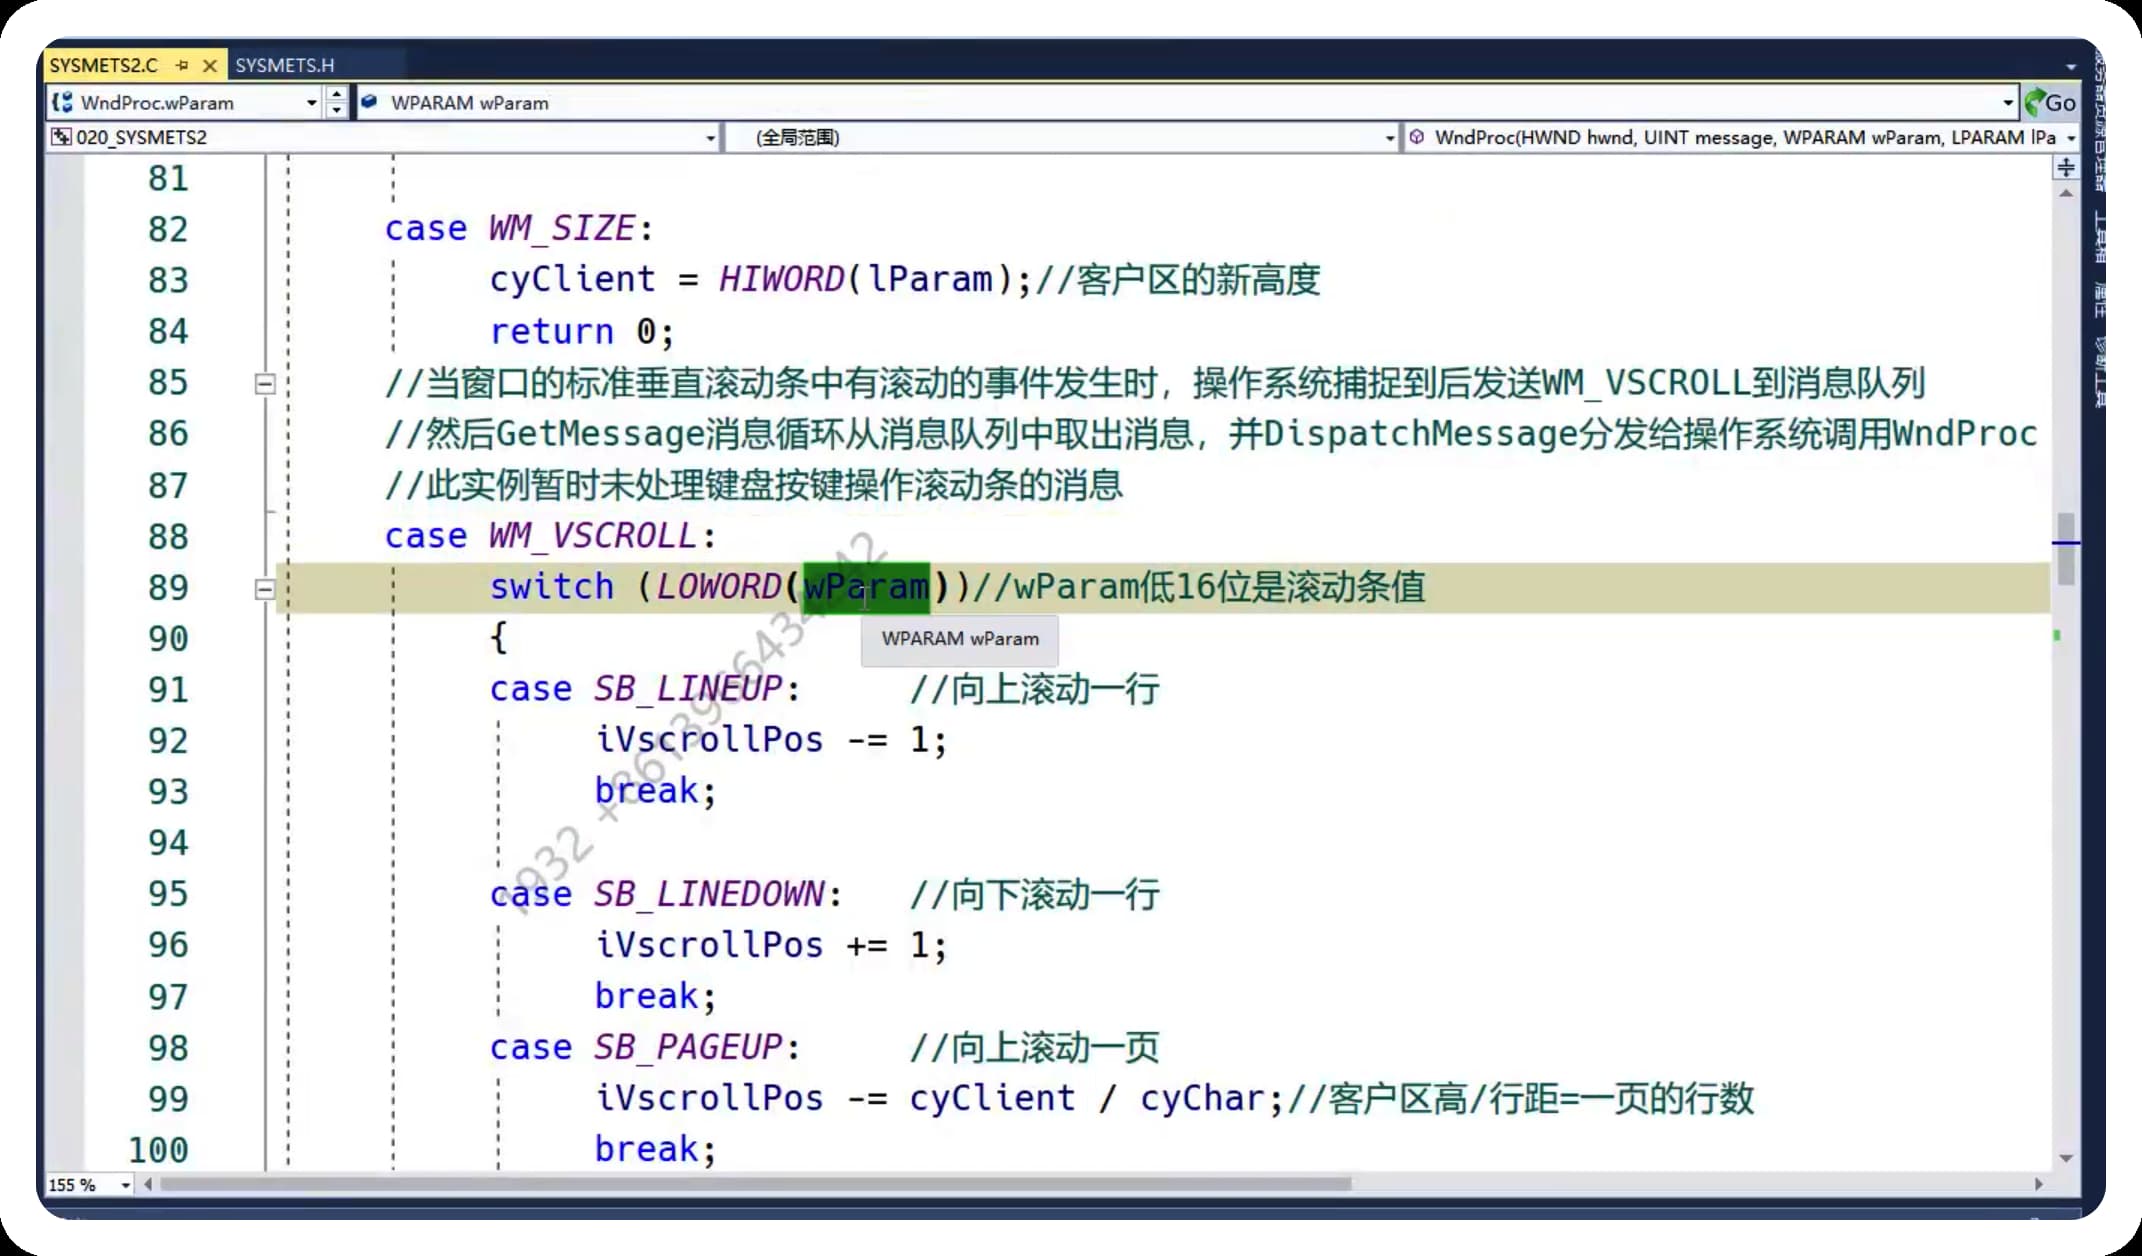 SYSMETS2.C SYSMETS.H
WndProc.wParam WPARAM wParam Go
020_SYSMETS2 (全局范围) WndProc(HWND hwnd, UINT message, WPARAM wParam, LPARAM lPa
81
82 case WM_SIZE:
83 cyClient = HIWORD(lParam);//客户区的新高度
84 return 0;
85 //当窗口的标准垂直滚动条中有滚动的事件发生时，操作系统捕捉到后发送WM_VSCROLL到消息队列
86 //然后GetMessage消息循环从消息队列中取出消息，并DispatchMessage分发给操作系统调用WndProc
87 //此实例暂时未处理键盘按键操作滚动条的消息
88 case WM_VSCROLL:
89 switch (LOWORD(wParam))//wParam低16位是滚动条值
WPARAM wParam
90 {
91 case SB_LINEUP: //向上滚动一行
92 iVscrollPos -= 1;
93 break;
94
95 case SB_LINEDOWN: //向下滚动一行
96 iVscrollPos += 1;
97 break;
98 case SB_PAGEUP: //向上滚动一页
99 iVscrollPos -= cyClient / cyChar;//客户区高/行距=一页的行数
100 break;
155 %
工具箱
属性
诊断工具